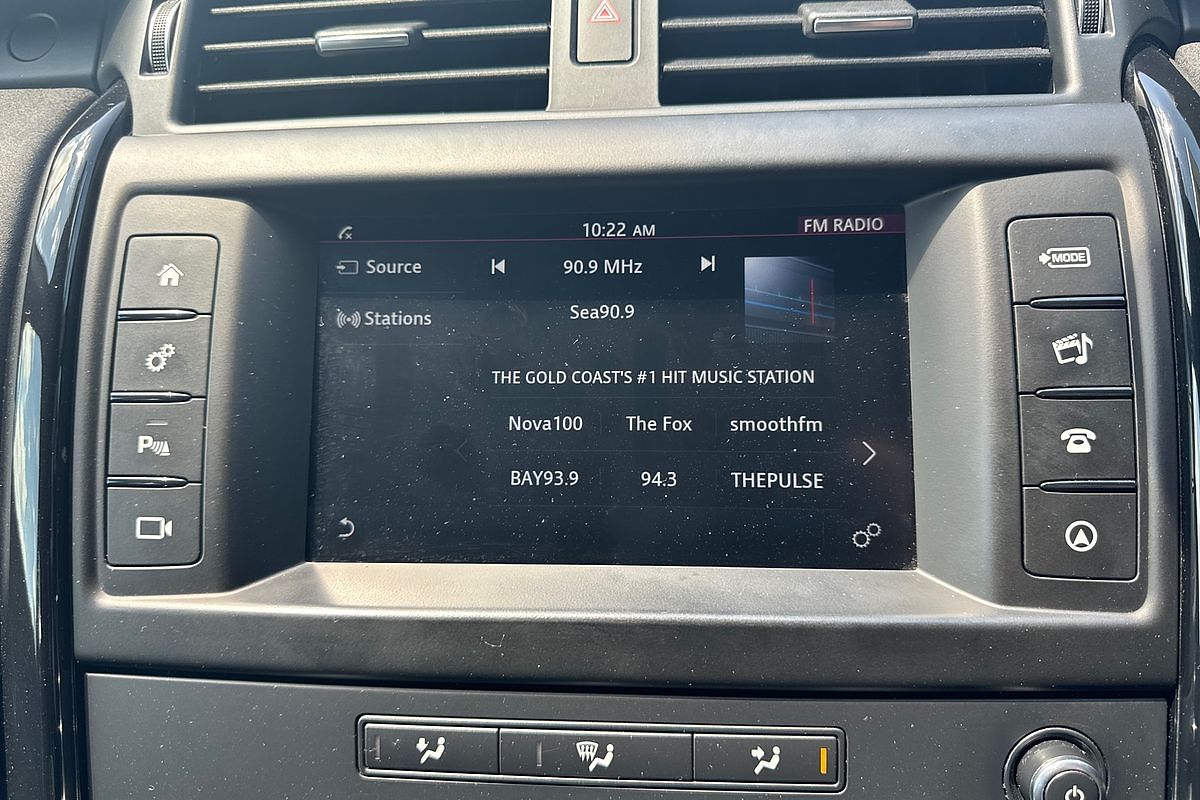 10:22 AM
FM RADIO
Source
90.9 MHz
Stations
Sea90.9
THE GOLD COAST'S #1 HIT MUSIC STATION
Nova100 The Fox smoothfm
BAY93.9 94.3 THEPULSE
MODE
P